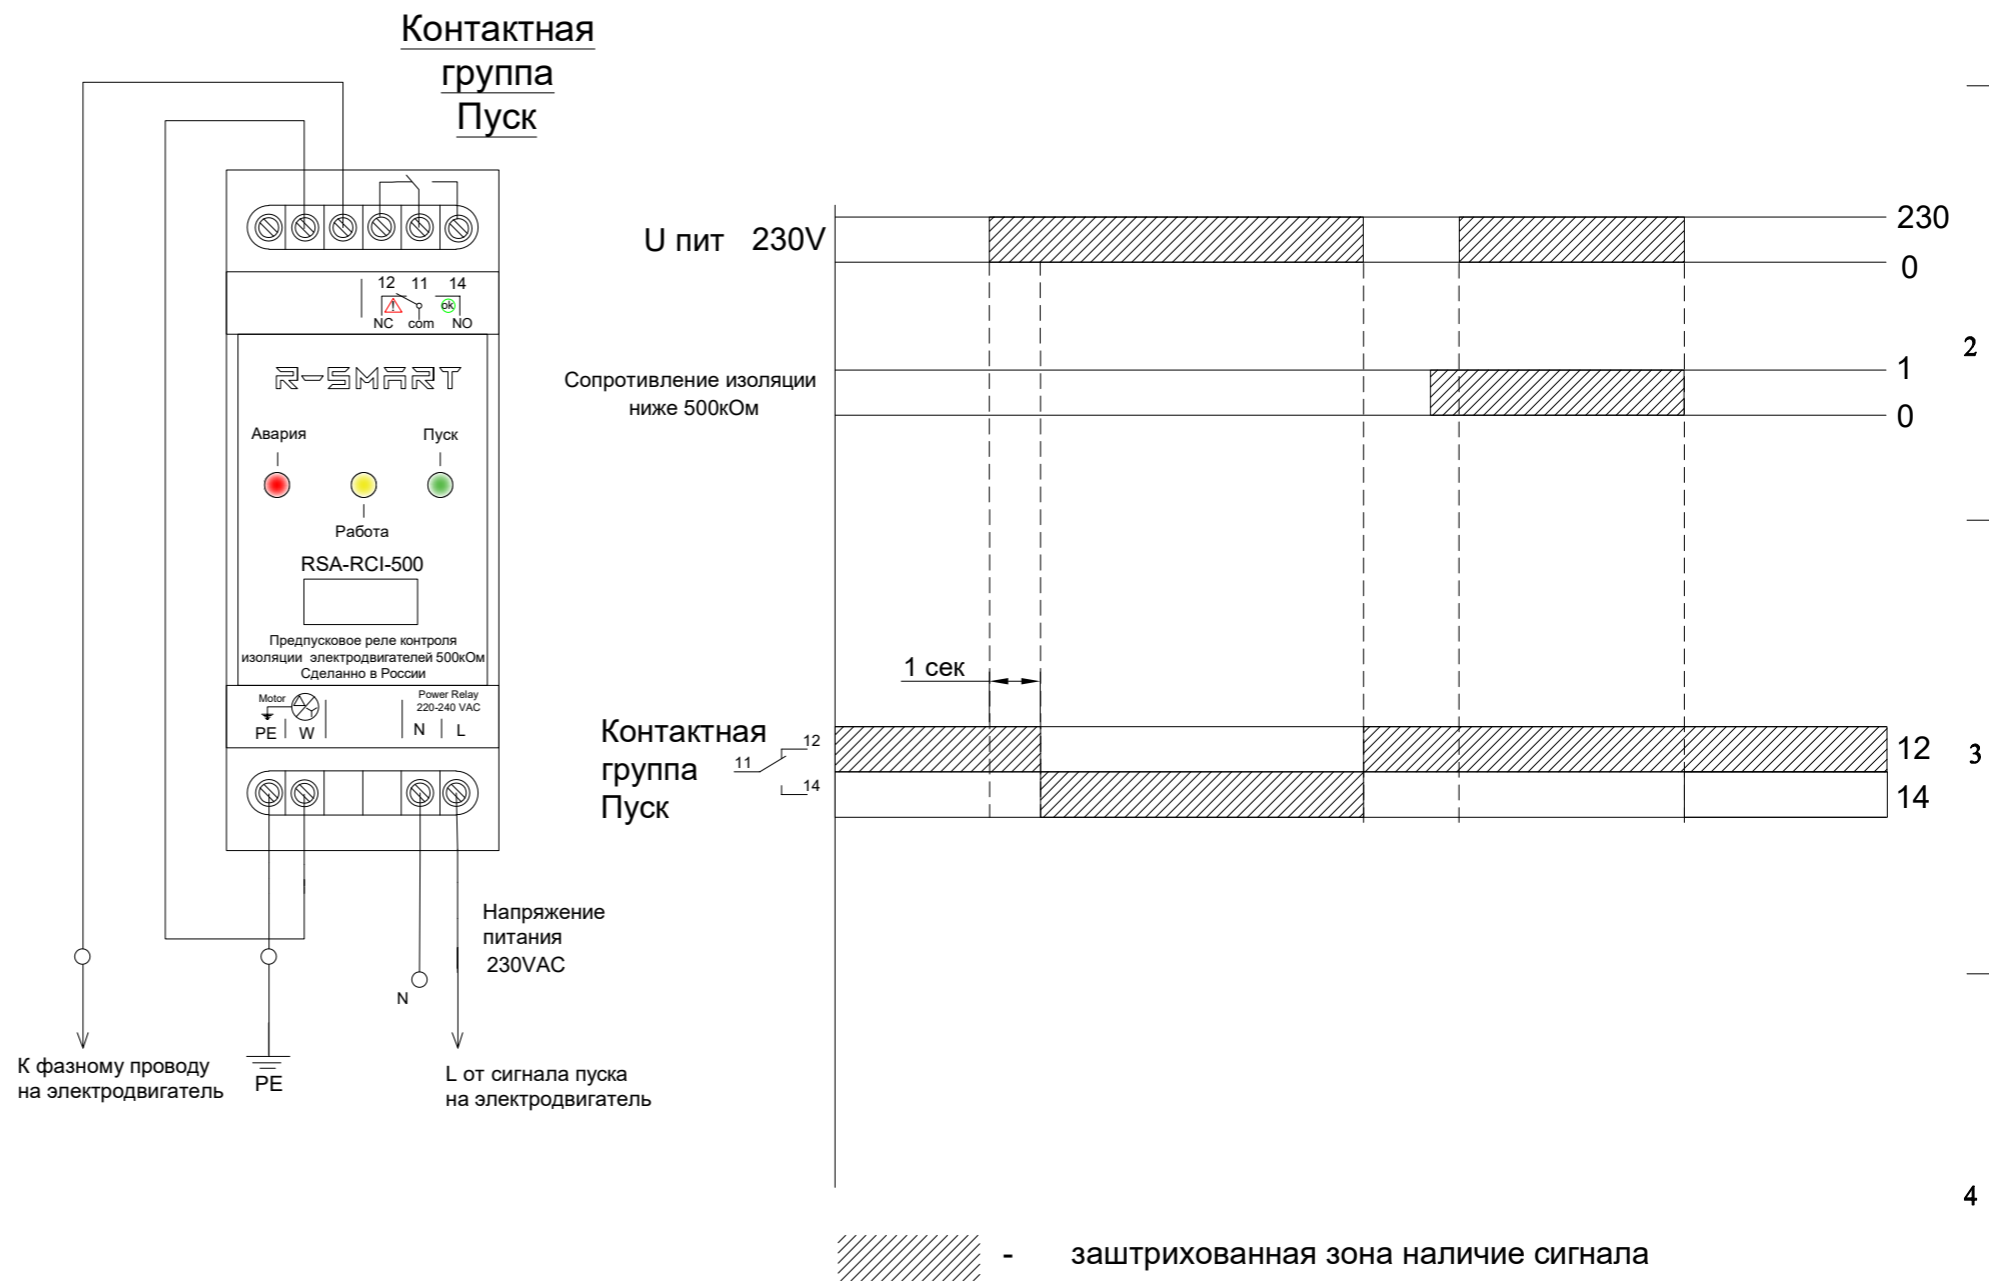 Контактная
группа
Пуск
12 11 14
ok
NC com NO
R-SMART
Авария
Пуск
Работа
RSA-RCI-500
Предпусковое реле контроля
изоляции электродвигателей 500кОм
Сделанно в России
Motor
Power Relay
220-240 VAC
PE W N L
Напряжение
питания
230VAC
N
К фазному проводу
на электродвигатель
PE
L от сигнала пуска
на электродвигатель
U пит 230V
230
0
Сопротивление изоляции
ниже 500кОм
1
0
1 сек
Контактная
группа
Пуск
11
12
14
12
14
2
3
4
- заштрихованная зона наличие сигнала